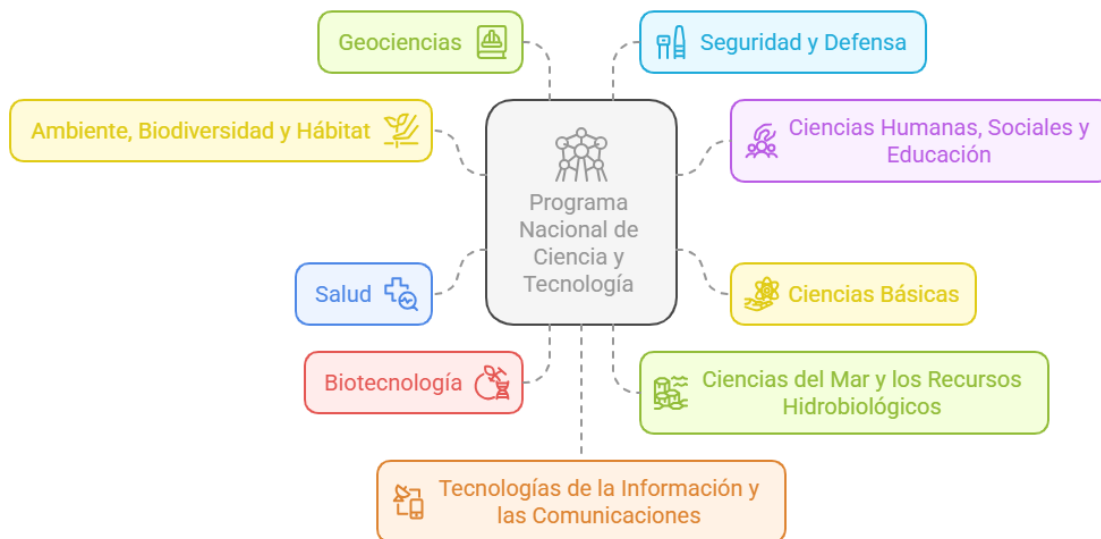 Geociencias
Seguridad y Defensa
Ambiente, Biodiversidad y Hábitat
Ciencias Humanas, Sociales y
Educación
Programa
Nacional de
Ciencia y
Tecnología
Salud
Ciencias Básicas
Biotecnología
Ciencias del Mar y los Recursos
Hidrobiológicos
Tecnologías de la Información y
las Comunicaciones